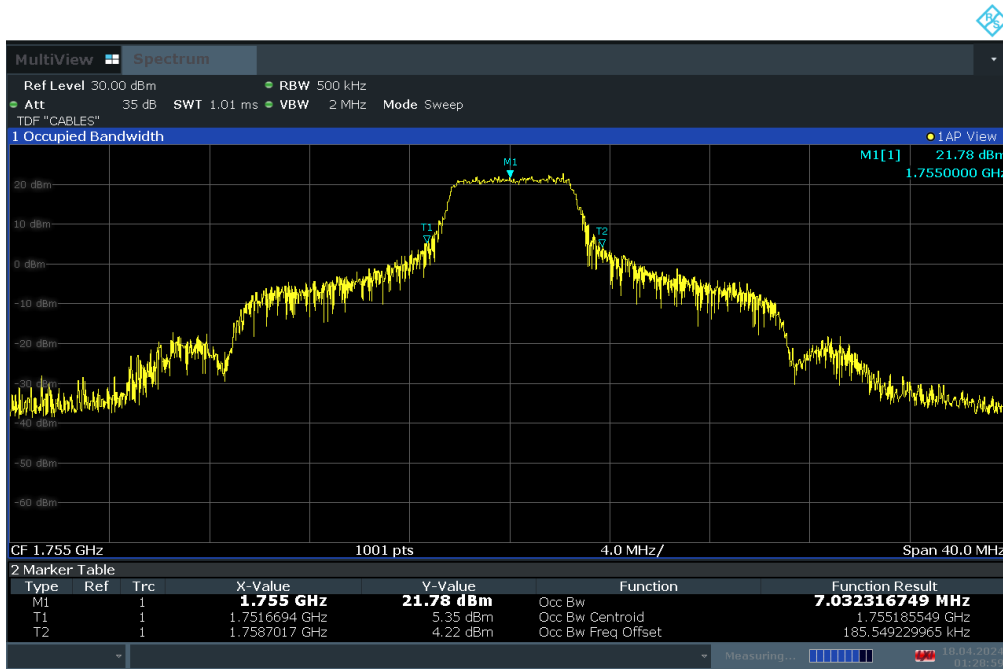 R&S
MultiView Spectrum
Ref Level 30.00 dBm RBW 500 kHz
Att 35 dB SWT 1.01 ms VBW 2 MHz Mode Sweep
TDF "CABLES"
1 Occupied Bandwidth 1AP View
M1[1] 21.78 dBm
1.7550000 GHz
M1
20 dBm
10 dBm
T1 T2
0 dBm
-10 dBm
-20 dBm
-30 dBm
-40 dBm
-50 dBm
-60 dBm
CF 1.755 GHz 1001 pts 4.0 MHz/ Span 40.0 MHz
2 Marker Table
Type Ref Trc X-Value Y-Value Function Function Result
M1 1 1.755 GHz 21.78 dBm Occ Bw 7.032316749 MHz
T1 1 1.7516694 GHz 5.35 dBm Occ Bw Centroid 1.755185549 GHz
T2 1 1.7587017 GHz 4.22 dBm Occ Bw Freq Offset 185.549229965 kHz
Measuring... 18.04.2024
01:28:59